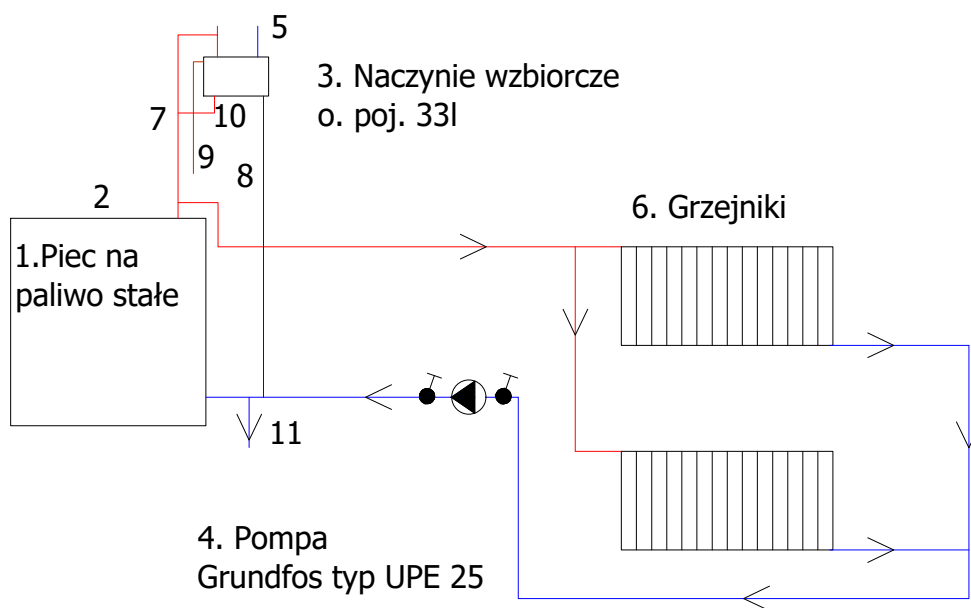 5
3. Naczynie wzbiorcze
o. poj. 33l
7
10
9
8
2
1.Piec na
paliwo stałe
6. Grzejniki
11
4. Pompa
Grundfos typ UPE 25